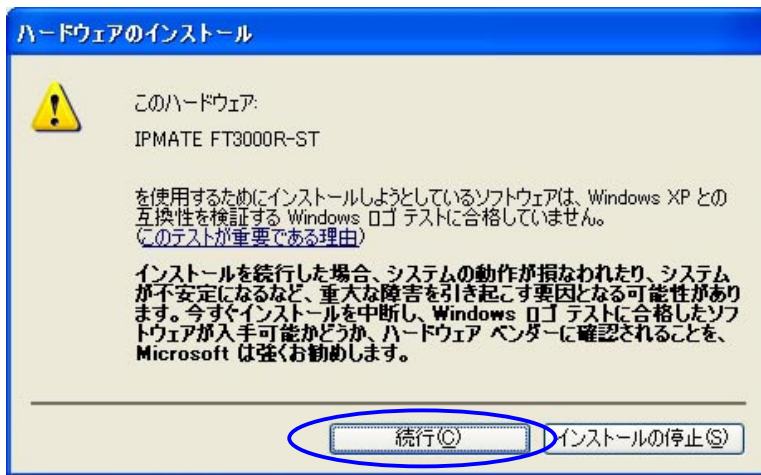 ハードウェアのインストール
このハードウェア:
IPMATE FT3000R-ST
を使用するためにインストールしようとしているソフトウェアは、Windows XP との
互換性を検証する Windows ロゴ テストに合格していません。
(このテストが重要である理由)
インストールを続行した場合、システムの動作が損なわれたり、システム
が不安定になるなど、重大な障害を引き起こす要因となる可能性があり
ます。今すぐインストールを中断し、Windows ロゴ テストに合格したソフ
トウェアが入手可能かどうか、ハードウェア ベンダーに確認されることを、
Microsoft は強くお勧めします。
続行(C) インストールの停止(S)